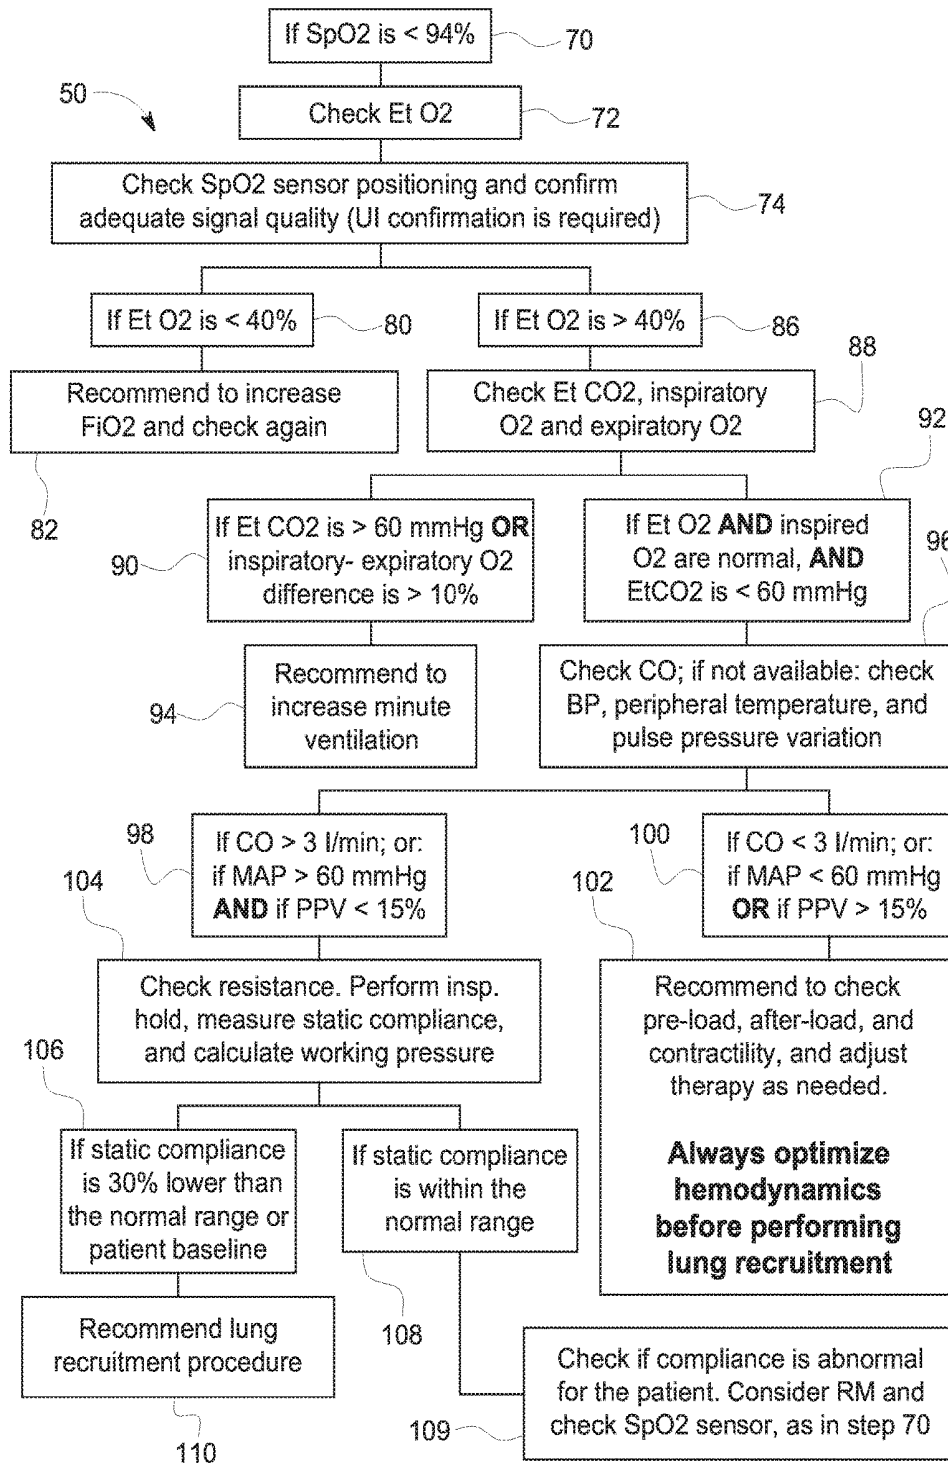 If SpO2 is < 94%
70
50
Check Et O2
72
Check SpO2 sensor positioning and confirm
adequate signal quality (UI confirmation is required)
74
If Et O2 is < 40%
80
If Et O2 is > 40%
86
Recommend to increase
FiO2 and check again
82
Check Et CO2, inspiratory
O2 and expiratory O2
88
92
If Et CO2 is > 60 mmHg OR
inspiratory- expiratory O2
difference is > 10%
90
If Et O2 AND inspired
O2 are normal, AND
EtCO2 is < 60 mmHg
96
Recommend to
increase minute
ventilation
94
Check CO; if not available: check
BP, peripheral temperature, and
pulse pressure variation
98
If CO > 3 l/min; or:
if MAP > 60 mmHg
AND if PPV < 15%
100
If CO < 3 l/min; or:
if MAP < 60 mmHg
OR if PPV > 15%
104
102
Check resistance. Perform insp.
hold, measure static compliance,
and calculate working pressure
Recommend to check
pre-load, after-load, and
contractility, and adjust
therapy as needed.
Always optimize
hemodynamics
before performing
lung recruitment
106
If static compliance
is 30% lower than
the normal range or
patient baseline
If static compliance
is within the
normal range
108
Recommend lung
recruitment procedure
110
Check if compliance is abnormal
for the patient. Consider RM and
check SpO2 sensor, as in step 70
109